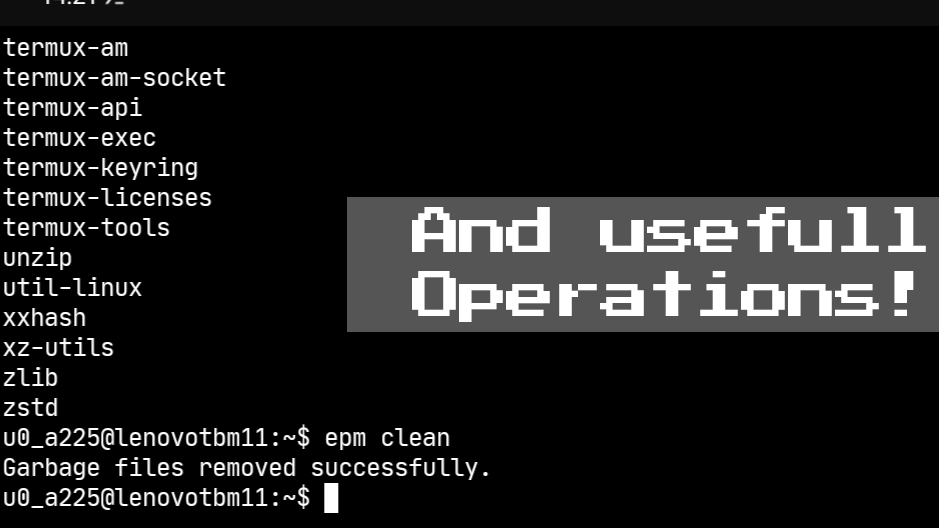 termux-am
termux-am-socket
termux-api
termux-exec
termux-keyring
termux-licenses
termux-tools
unzip
util-linux
xxhash
xz-utils
zlib
zstd
u0_a225@lenovotbm11:~$ epm clean
Garbage files removed successfully.
u0_a225@lenovotbm11:~$
And usefull
Operations!